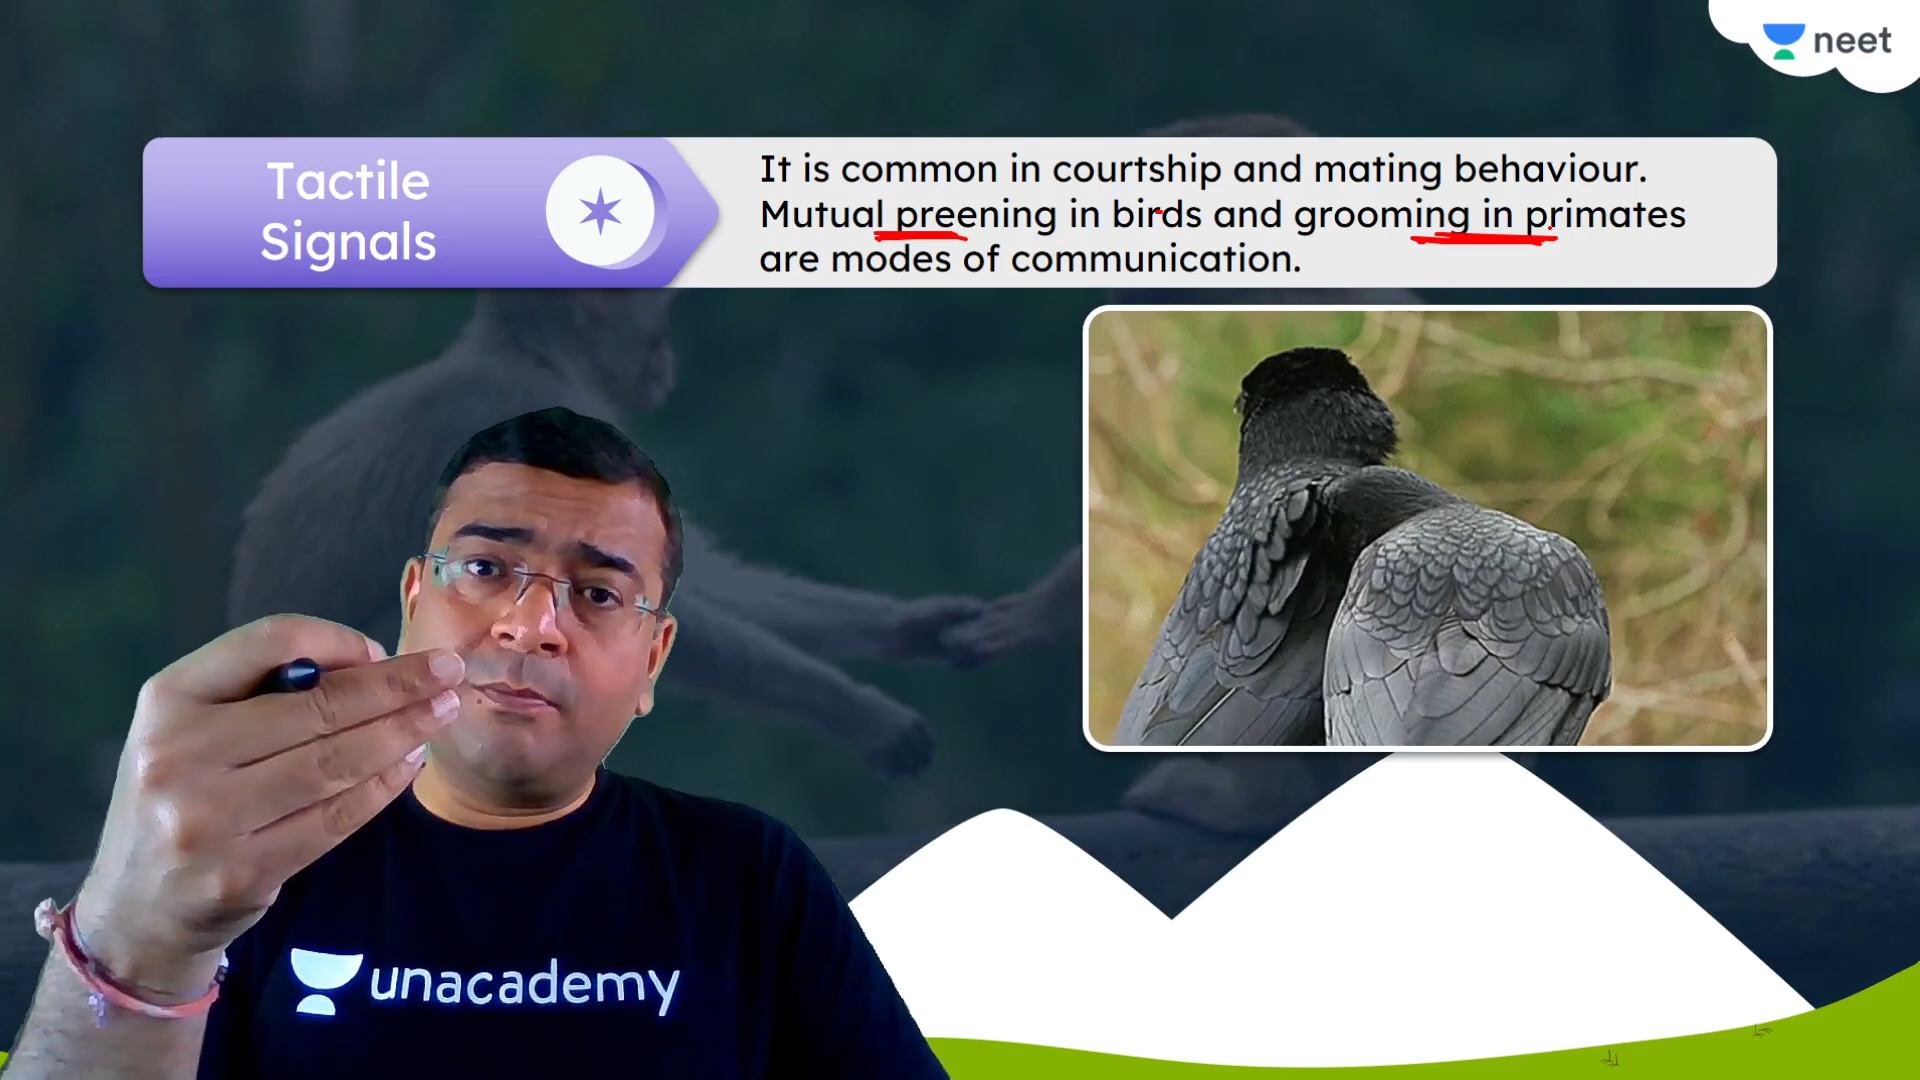 neet
Tactile
Signals
It is common in courtship and mating behaviour.
Mutual preening in birds and grooming in primates
are modes of communication.
unacademy